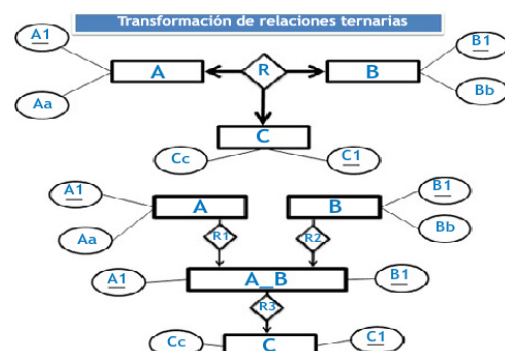 Transformación de relaciones ternarias
A1
Aa
A
R
B
B1
Bb
C
Cc
C1
A1
Aa
A
B
B1
Bb
R1
R2
A1
A_B
B1
R3
Cc
C
C1